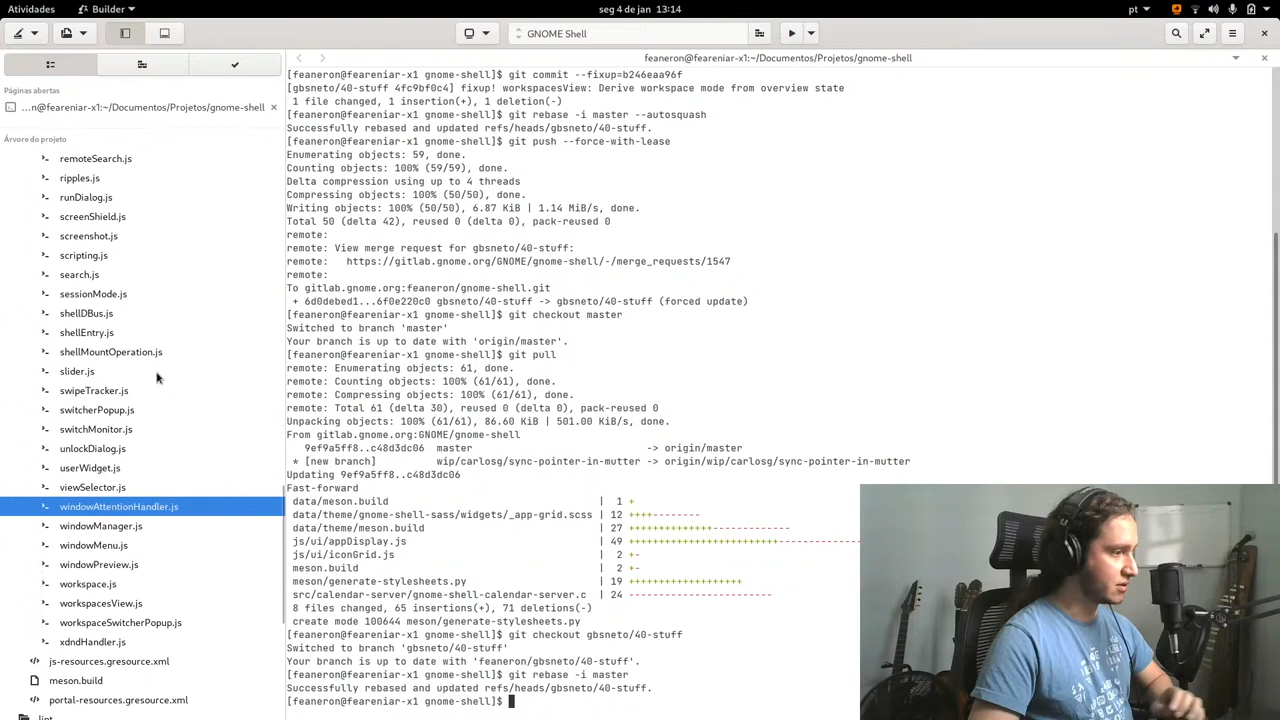 Atividades
Builder
seg 4 de jan  13:14
pt
GNOME Shell
feaneron@feareniar-x1:~/Documentos/Projetos/gnome-shell
Páginas abertas
...n@feareniar-x1:~/Documentos/Projetos/gnome-shell
Árvore do projeto
remoteSearch.js
ripples.js
runDialog.js
screenShield.js
screenshot.js
scripting.js
search.js
sessionMode.js
shellDBus.js
shellEntry.js
shellMountOperation.js
slider.js
swipeTracker.js
switcherPopup.js
switchMonitor.js
unlockDialog.js
userWidget.js
viewSelector.js
windowAttentionHandler.js
windowManager.js
windowMenu.js
windowPreview.js
workspace.js
workspacesView.js
workspaceSwitcherPopup.js
xdndHandler.js
js-resources.gresource.xml
meson.build
portal-resources.gresource.xml
lint
[feaneron@feareniar-x1 gnome-shell]$ git commit --fixup=b246eaa96f
[gbsneto/40-stuff 4fc9bf0c4] fixup! workspacesView: Derive workspace mode from overview state
 1 file changed, 1 insertion(+), 1 deletion(-)
[feaneron@feareniar-x1 gnome-shell]$ git rebase -i master --autosquash
Successfully rebased and updated refs/heads/gbsneto/40-stuff.
[feaneron@feareniar-x1 gnome-shell]$ git push --force-with-lease
Enumerating objects: 59, done.
Counting objects: 100% (59/59), done.
Delta compression using up to 4 threads
Compressing objects: 100% (50/50), done.
Writing objects: 100% (50/50), 6.87 KiB | 1.14 MiB/s, done.
Total 50 (delta 42), reused 0 (delta 0), pack-reused 0
remote:
remote: View merge request for gbsneto/40-stuff:
remote:   https://gitlab.gnome.org/GNOME/gnome-shell/-/merge_requests/1547
remote:
To gitlab.gnome.org:feaneron/gnome-shell.git
 + 6d0debed1...6f0e220c0 gbsneto/40-stuff -> gbsneto/40-stuff (forced update)
[feaneron@feareniar-x1 gnome-shell]$ git checkout master
Switched to branch 'master'
Your branch is up to date with 'origin/master'.
[feaneron@feareniar-x1 gnome-shell]$ git pull
remote: Enumerating objects: 61, done.
remote: Counting objects: 100% (61/61), done.
remote: Compressing objects: 100% (61/61), done.
remote: Total 61 (delta 30), reused 0 (delta 0), pack-reused 0
Unpacking objects: 100% (61/61), 86.60 KiB | 501.00 KiB/s, done.
From gitlab.gnome.org:GNOME/gnome-shell
   9ef9a5ff8..c48d3dc06  master                              -> origin/master
 * [new branch]          wip/carlosg/sync-pointer-in-mutter -> origin/wip/carlosg/sync-pointer-in-mutter
Updating 9ef9a5ff8..c48d3dc06
Fast-forward
 data/meson.build                                      |  1 +
 data/theme/gnome-shell-sass/widgets/_app-grid.scss | 12 ++++--------
 data/theme/meson.build                                | 27 +++++++++++++--------------
 js/ui/appDisplay.js                                   | 49 ++++++++++++++++++++++++++-----------------------
 js/ui/iconGrid.js                                     |  2 +-
 meson.build                                           |  2 +-
 meson/generate-stylesheets.py                         | 19 +++++++++++++++++++
 src/calendar-server/gnome-shell-calendar-server.c  | 24 ------------------------
 8 files changed, 65 insertions(+), 71 deletions(-)
 create mode 100644 meson/generate-stylesheets.py
[feaneron@feareniar-x1 gnome-shell]$ git checkout gbsneto/40-stuff
Switched to branch 'gbsneto/40-stuff'
Your branch is up to date with 'feaneron/gbsneto/40-stuff'.
[feaneron@feareniar-x1 gnome-shell]$ git rebase -i master
Successfully rebased and updated refs/heads/gbsneto/40-stuff.
[feaneron@feareniar-x1 gnome-shell]$